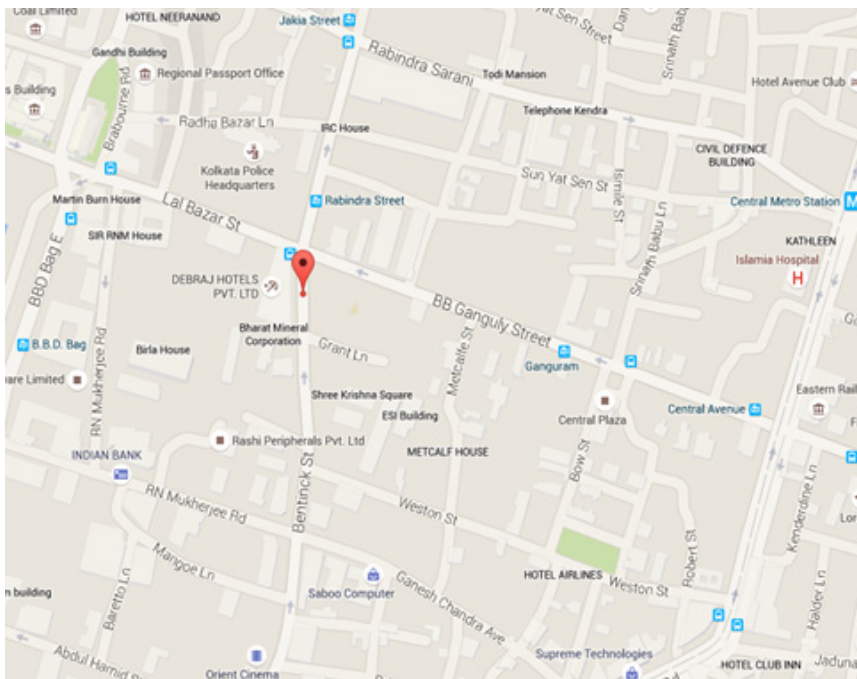 Coal Limited
HOTEL NEERANAND
Jakia Street
Yat Sen Street
Gandhi Building
Regional Passport Office
Rabindra Sarani
Todi Mansion
Srinath Babu
Hotel Avenue Club
s Building
Brabourne Rd
Radha Bazar Ln
IRC House
Telephone Kendra
Kolkata Police
Headquarters
Sun Yat Sen St
Ismile St
CIVIL DEFENCE
BUILDING
Martin Burn House
Lal Bazar St
Rabindra Street
Central Metro Station
M
SIR RNM House
Srinath Babu Ln
KATHLEEN
Islamia Hospital
H
BBD Bag E
DEBRAJ HOTELS
PVT. LTD
BB Ganguly Street
Bharat Mineral
Corporation
B.B.D. Bag
Birla House
Grant Ln
Metcalfe St
Ganguram
RN Mukherjee Rd
are Limited
Shree Krishna Square
ESI Building
Central Plaza
Central Avenue
Eastern Rail
Rashi Peripherals Pvt. Ltd
METCALF HOUSE
INDIAN BANK
Bow St
RN Mukherjee Rd
Bentinck St
Weston St
Kenderdine Ln
Lor
Mangoe Ln
Robert St
HOTEL AIRLINES
Weston St
n building
Baretto Ln
Saboo Computer
Ganesh Chandra Ave
Halder Ln
Abdul Hamid St
Orient Cinema
Supreme Technologies
HOTEL CLUB INN
Jaduna